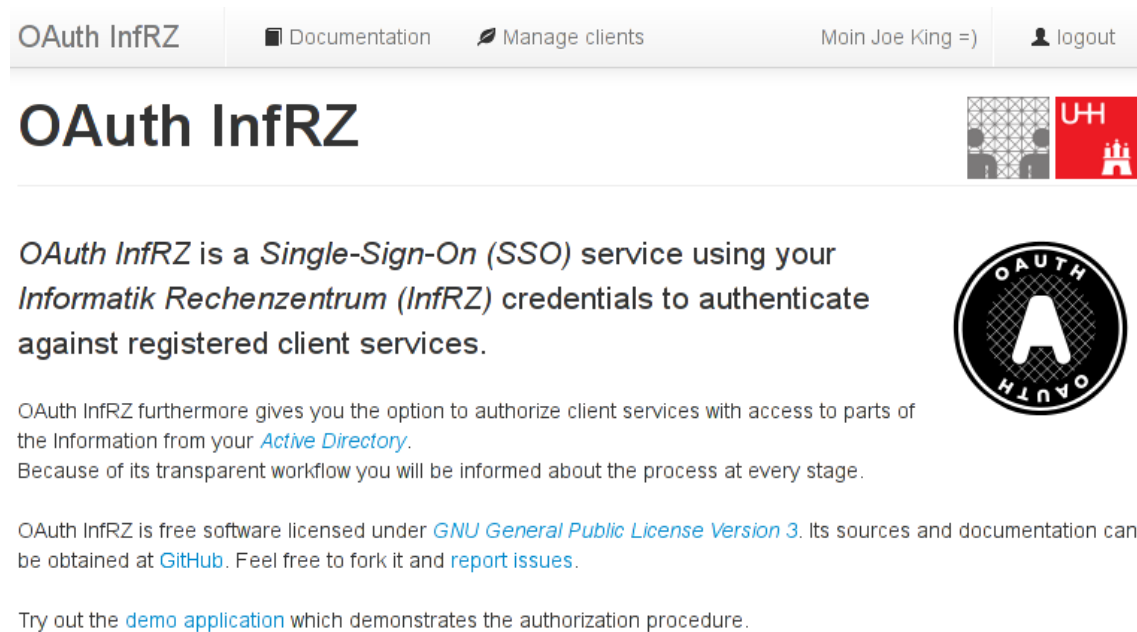 OAuth InfRZ Documentation Manage clients Moin Joe King =) logout
OAuth InfRZ
UHH
OAuth InfRZ is a Single-Sign-On (SSO) service using your
Informatik Rechenzentrum (InfRZ) credentials to authenticate
against registered client services.
OAUTH
A
OAUTH
OAuth InfRZ furthermore gives you the option to authorize client services with access to parts of
the Information from your Active Directory.
Because of its transparent workflow you will be informed about the process at every stage.
OAuth InfRZ is free software licensed under GNU General Public License Version 3. Its sources and documentation can
be obtained at GitHub. Feel free to fork it and report issues.
Try out the demo application which demonstrates the authorization procedure.